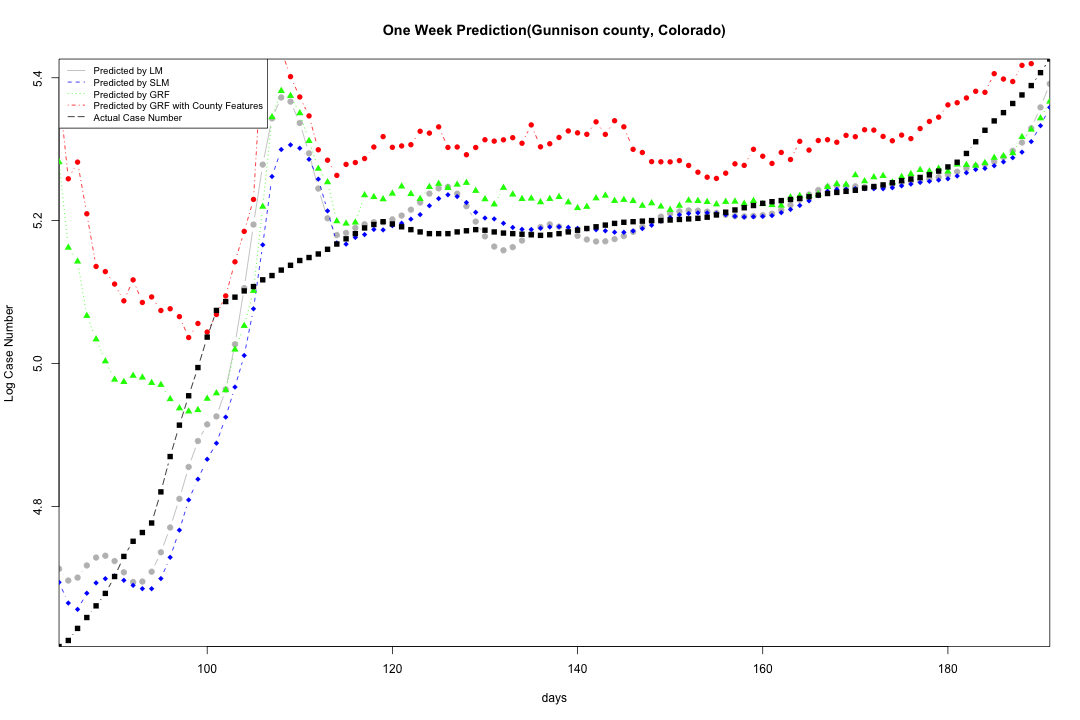 One Week Prediction(Gunnison county, Colorado)
Predicted by LM
Predicted by SLM
Predicted by GRF
Predicted by GRF with County Features
Actual Case Number
5.4
5.2
5.0
4.8
Log Case Number
100 120 140 160 180
days